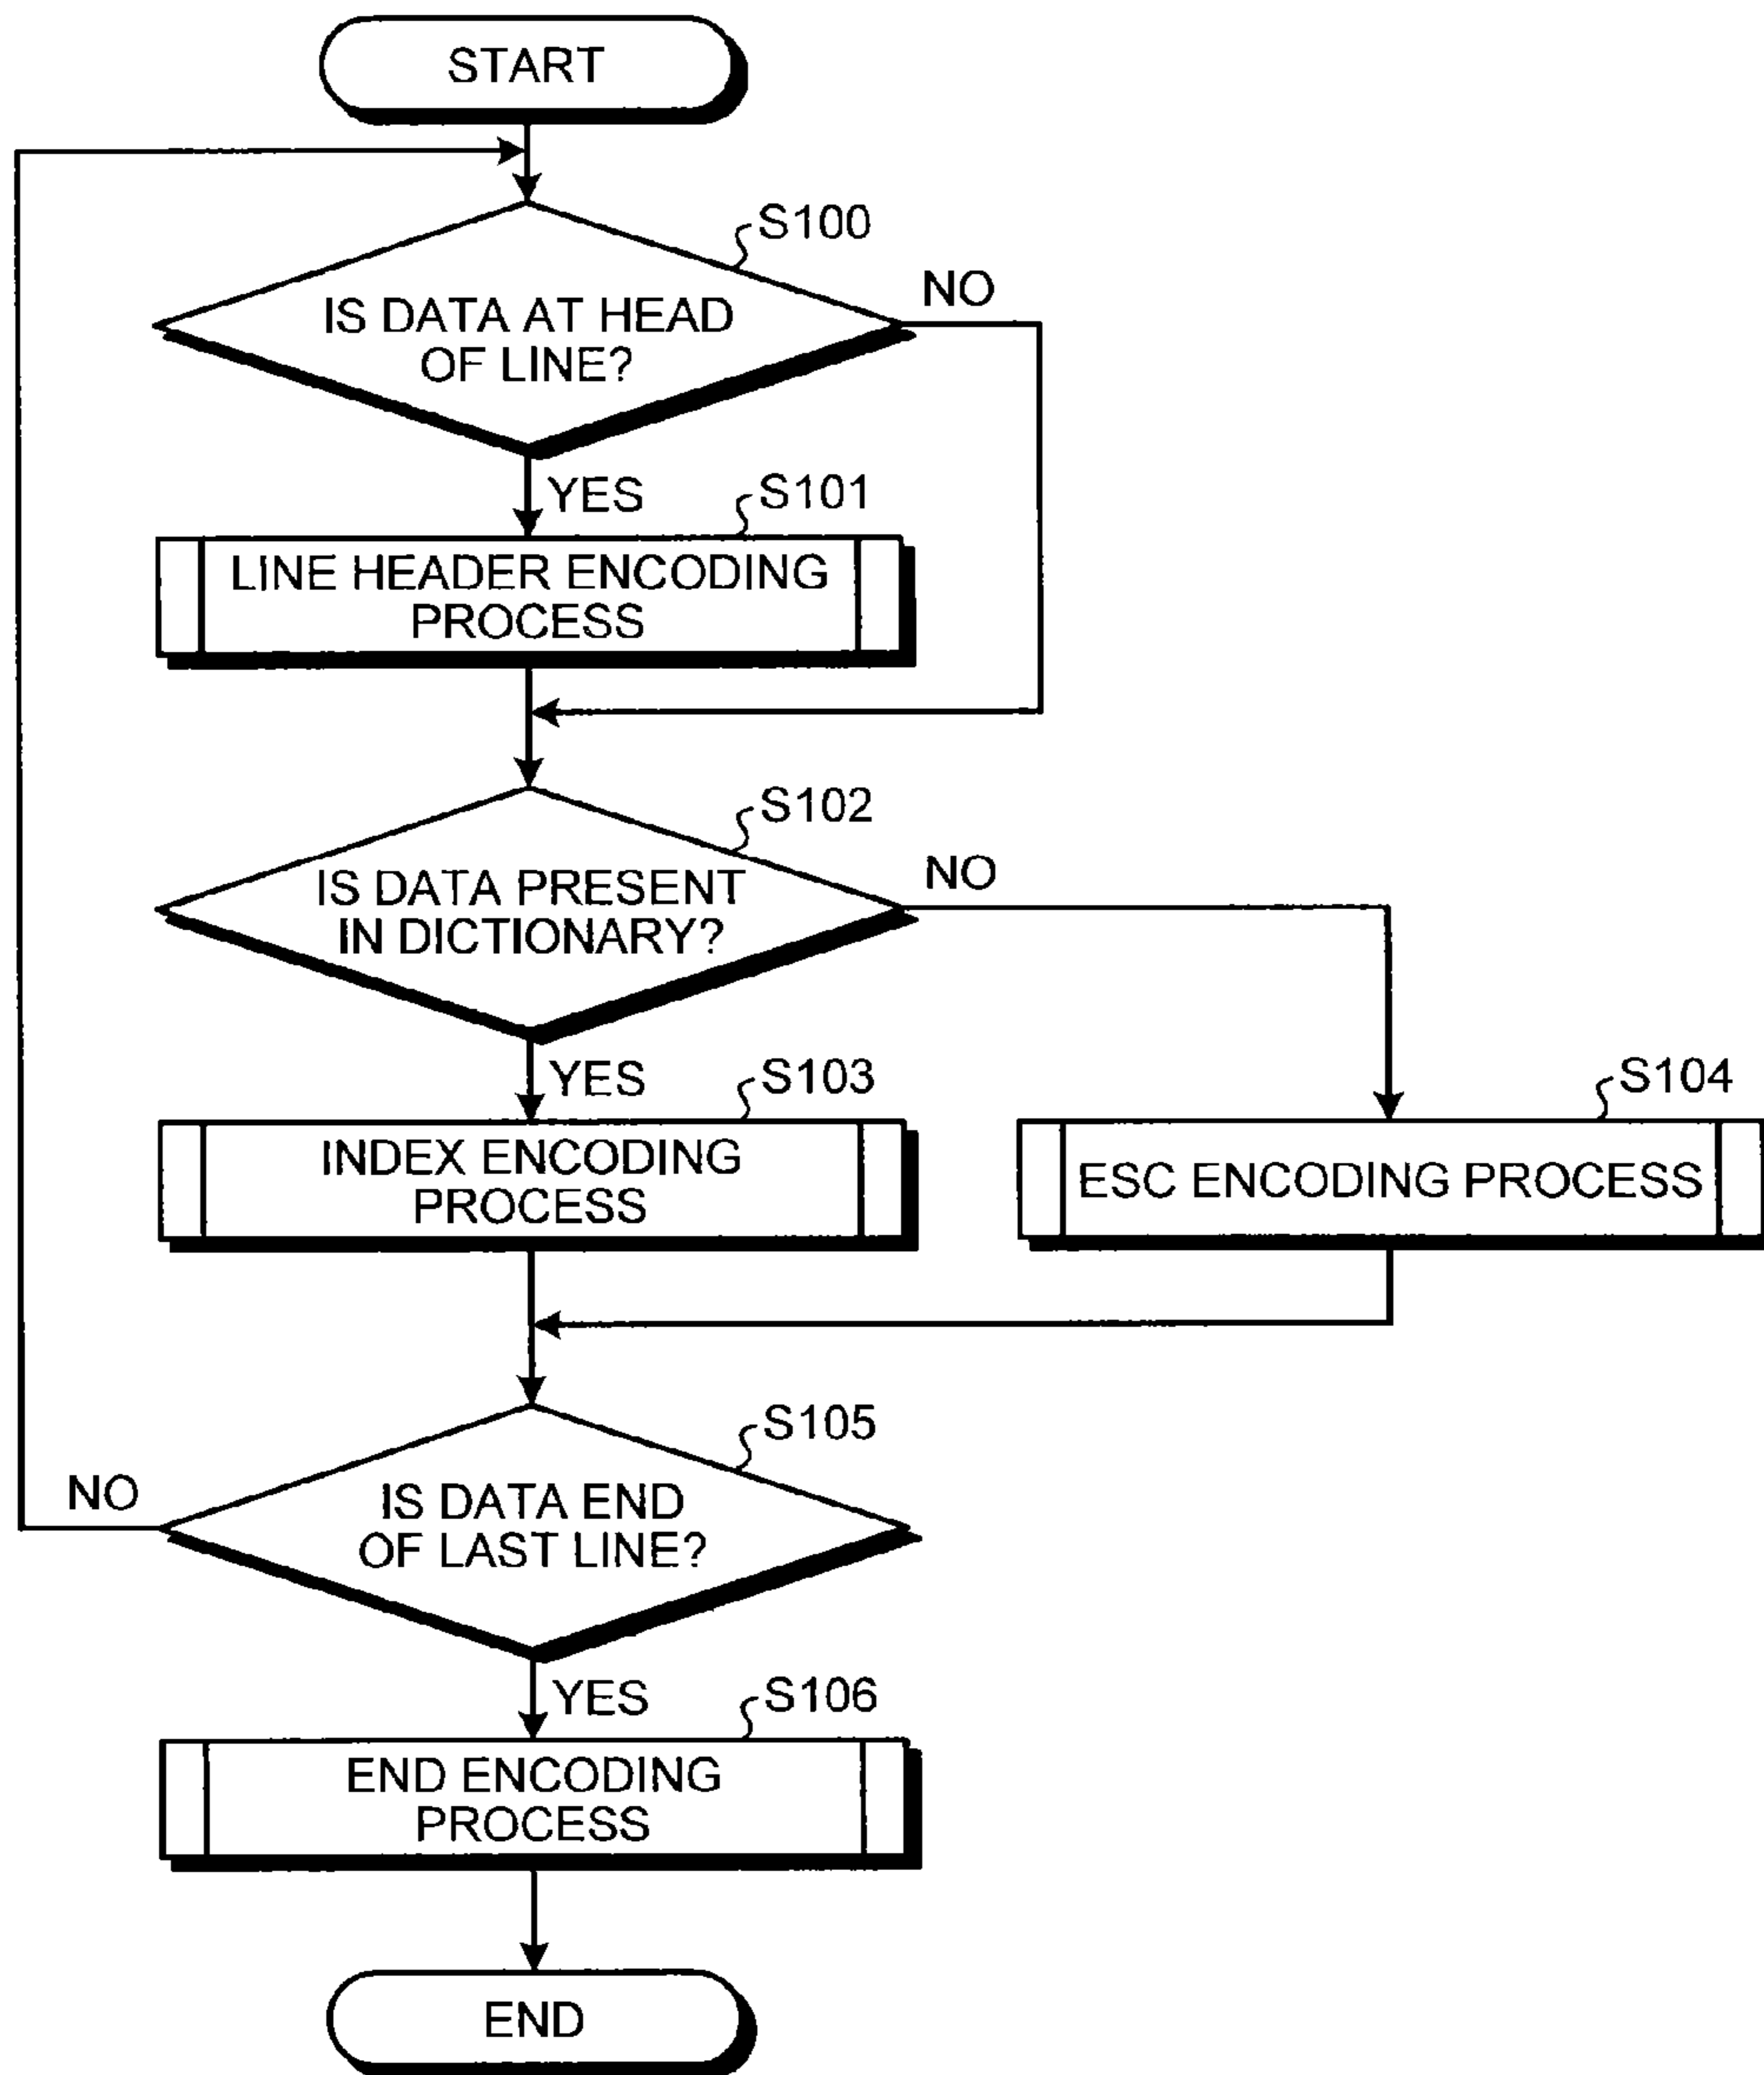 START
S100
IS DATA AT HEAD
OF LINE?
NO
YES
S101
LINE HEADER ENCODING
PROCESS
S102
IS DATA PRESENT
IN DICTIONARY?
NO
YES
S103
INDEX ENCODING
PROCESS
S104
ESC ENCODING PROCESS
S105
IS DATA END
OF LAST LINE?
NO
YES
S106
END ENCODING
PROCESS
END